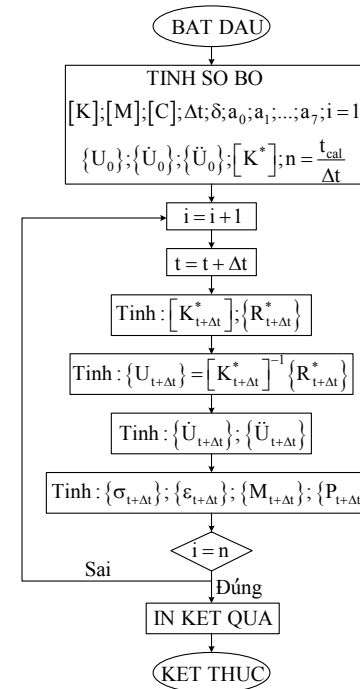 BAT DAU
TINH SO BO
[K];[M];[C];Δt;δ;a₀;a₁;...;a₇;i=1
{U₀};{U̇₀};{Ü₀};[K*];n=t_cal/Δt
i=i+1
t=t+Δt
Tinh:[K*_{t+Δt}];{R*_{t+Δt}}
Tinh:{U_{t+Δt}}=[K*_{t+Δt}]⁻¹{R*_{t+Δt}}
Tinh:{U̇_{t+Δt}};{Ü_{t+Δt}}
Tinh:{σ_{t+Δt}};{ε_{t+Δt}};{M_{t+Δt}};{P_{t+Δt}
i=n
Sai
Đúng
IN KET QUA
KET THUC